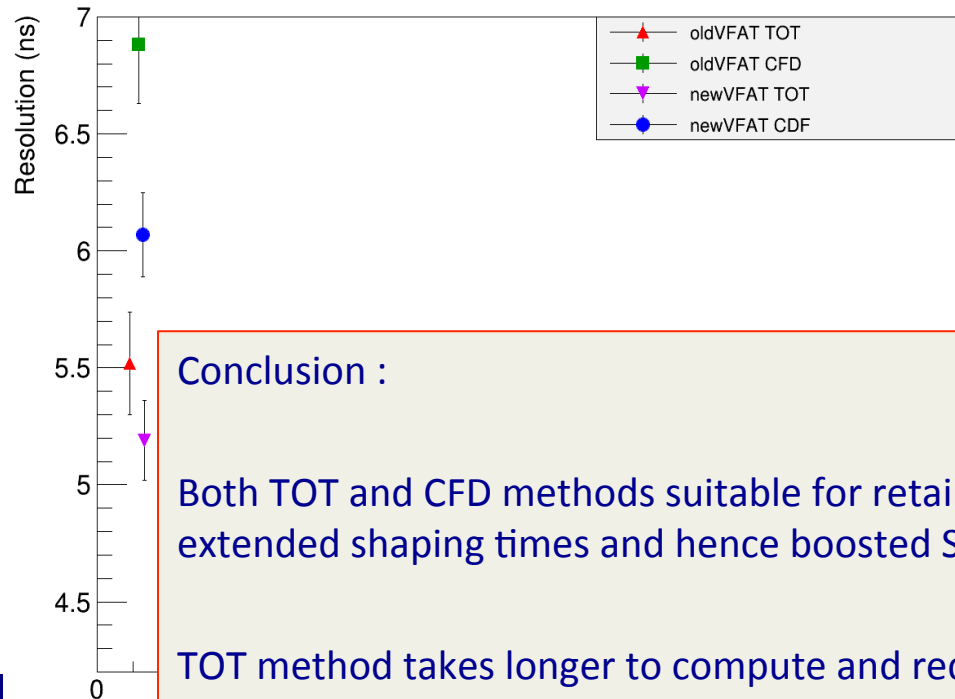 Resolution (ns)
7
6.5
6
5.5
5
4.5
0
oldVFAT TOT
oldVFAT CFD
newVFAT TOT
newVFAT CDF
Conclusion :
Both TOT and CFD methods suitable for
extended shaping times and hence boosted
TOT method takes longer to compute and